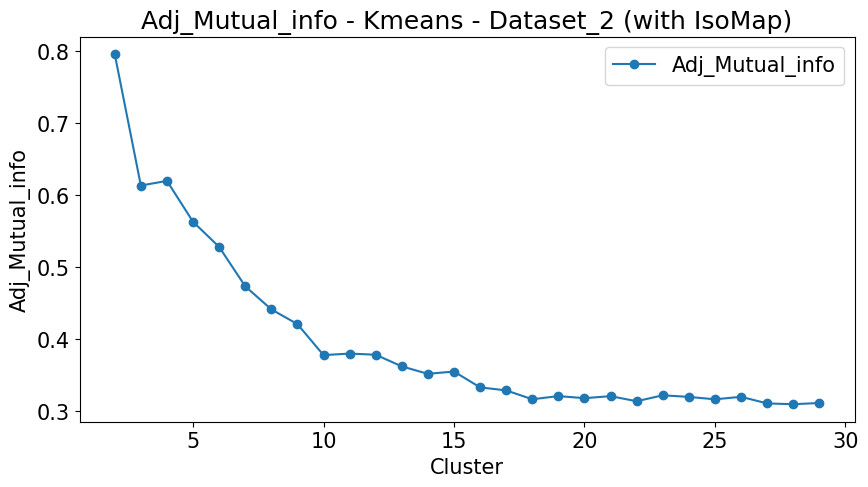 Adj_Mutual_info - Kmeans - Dataset_2 (with IsoMap)
Adj_Mutual_info
Adj_Mutual_info
0.8
0.7
0.6
0.5
0.4
0.3
5 10 15 20 25 30
Cluster